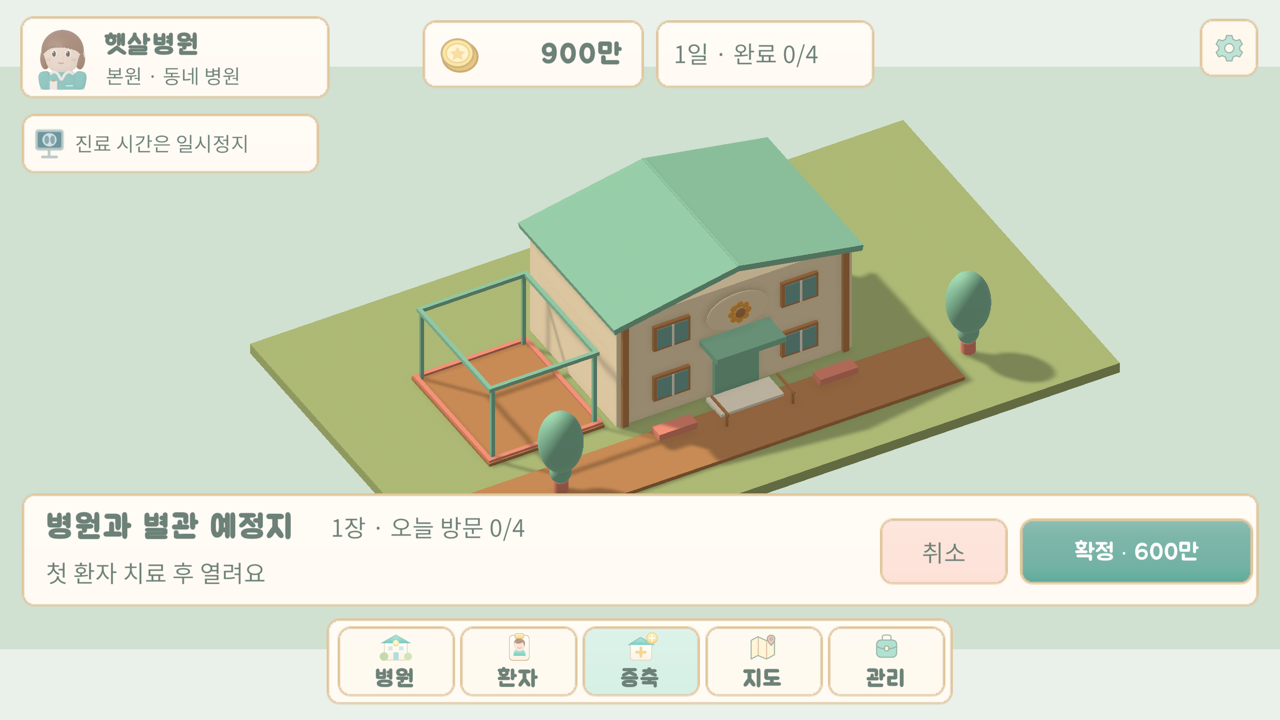 햇살병원
본원 · 동네 병원
900만
1일 · 완료 0/4
진료 시간은 일시정지
병원과 별관 예정지
1장 · 오늘 방문 0/4
첫 환자 치료 후 열려요
취소
확정 · 600만
병원
환자
증축
지도
관리